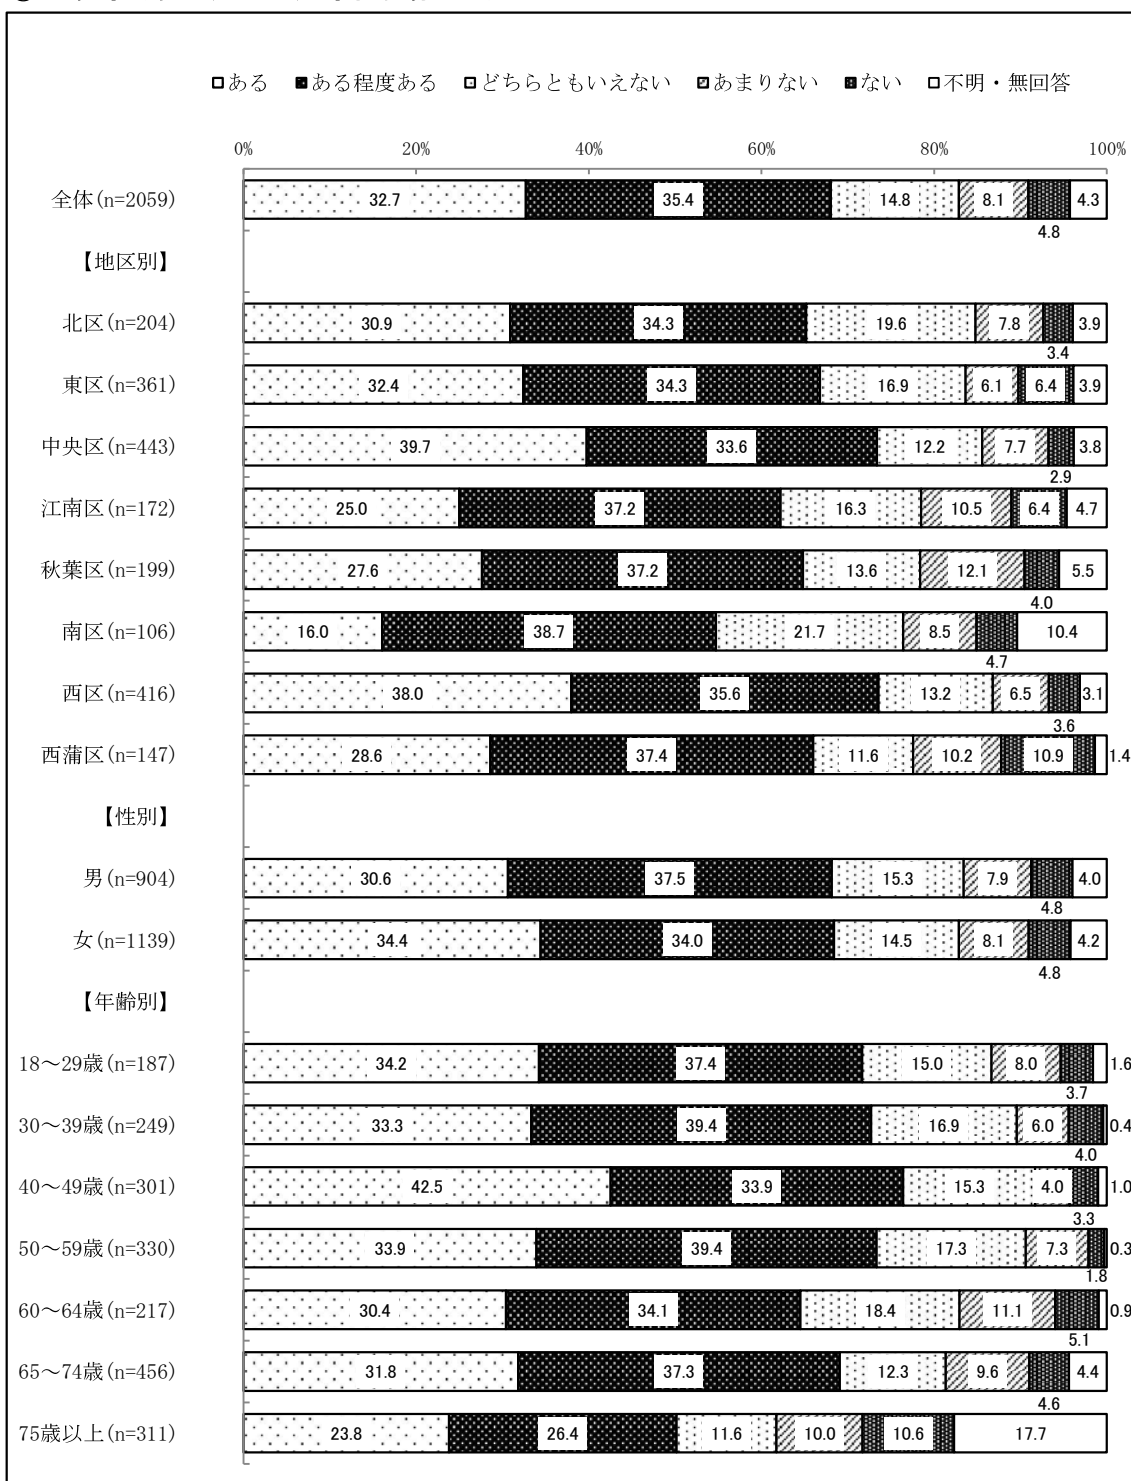 ある ある程度ある どちらともいえない あまりない ない 不明・無回答
0% 20% 40% 60% 80% 100%
全体(n=2059) 32.7 35.4 14.8 8.1 4.3
4.8
【地区別】
北区(n=204) 30.9 34.3 19.6 7.8 3.9
3.4
東区(n=361) 32.4 34.3 16.9 6.1 6.4 3.9
中央区(n=443) 39.7 33.6 12.2 7.7 3.8
2.9
江南区(n=172) 25.0 37.2 16.3 10.5 6.4 4.7
秋葉区(n=199) 27.6 37.2 13.6 12.1 5.5
4.0
南区(n=106) 16.0 38.7 21.7 8.5 10.4
4.7
西区(n=416) 38.0 35.6 13.2 6.5 3.1
3.6
西蒲区(n=147) 28.6 37.4 11.6 10.2 10.9 1.4
【性別】
男(n=904) 30.6 37.5 15.3 7.9 4.0
4.8
女(n=1139) 34.4 34.0 14.5 8.1 4.2
4.8
【年齢別】
18～29歳(n=187) 34.2 37.4 15.0 8.0 1.6
3.7
30～39歳(n=249) 33.3 39.4 16.9 6.0 0.4
4.0
40～49歳(n=301) 42.5 33.9 15.3 4.0 1.0
3.3
50～59歳(n=330) 33.9 39.4 17.3 7.3 0.3
1.8
60～64歳(n=217) 30.4 34.1 18.4 11.1 0.9
5.1
65～74歳(n=456) 31.8 37.3 12.3 9.6 4.4
4.6
75歳以上(n=311) 23.8 26.4 11.6 10.0 10.6 17.7